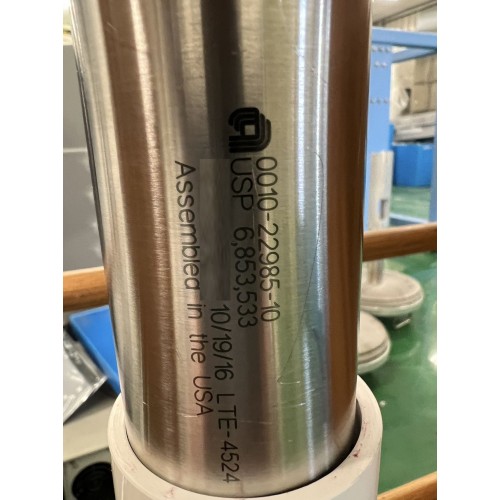 0010-22985-10
USP 6,853,533
10/19/16 LTE-4524
Assembled in the USA